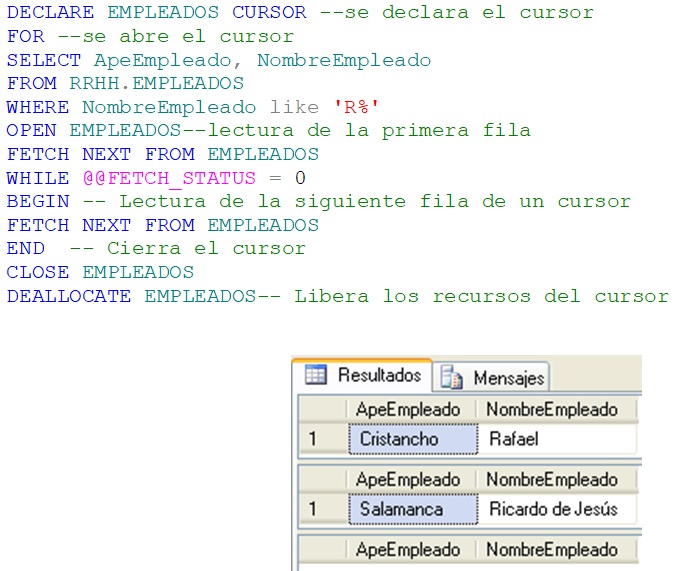 DECLARE EMPLEADOS CURSOR --se declara el cursor
FOR --se abre el cursor
SELECT ApeEmpleado, NombreEmpleado
FROM RRHH.EMPLEADOS
WHERE NombreEmpleado like 'R%'
OPEN EMPLEADOS--lectura de la primera fila
FETCH NEXT FROM EMPLEADOS
WHILE @@FETCH_STATUS = 0
BEGIN -- Lectura de la siguiente fila de un cursor
FETCH NEXT FROM EMPLEADOS
END  -- Cierra el cursor
CLOSE EMPLEADOS
DEALLOCATE EMPLEADOS-- Libera los recursos del cursor
Resultados Mensajes
ApeEmpleado NombreEmpleado
1 Cristancho Rafael
ApeEmpleado NombreEmpleado
1 Salamanca Ricardo de Jesús
ApeEmpleado NombreEmpleado